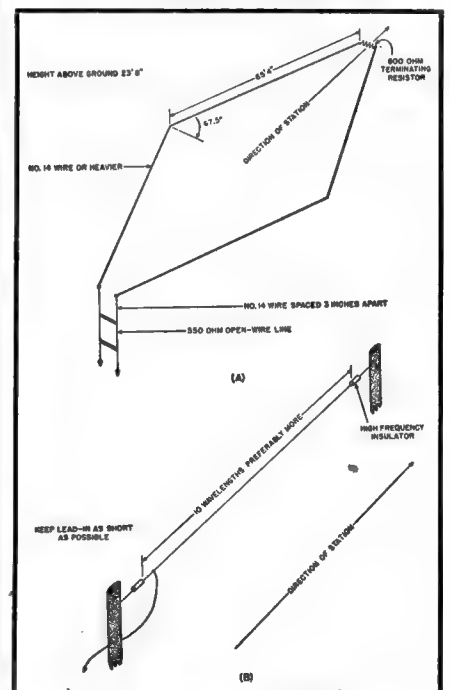 HEIGHT ABOVE GROUND 23'8"
85'4"
600 OHM
TERMINATING
RESISTOR
67.5°
DIRECTION OF STATION
NO. 14 WIRE OR HEAVIER
NO. 14 WIRE SPACED 3 INCHES APART
550 OHM OPEN-WIRE LINE
(A)
10 WAVELENGTHS PREFERABLY MORE
HIGH FREQUENCY
INSULATOR
KEEP LEAD-IN AS SHORT
AS POSSIBLE
DIRECTION OF STATION
(B)